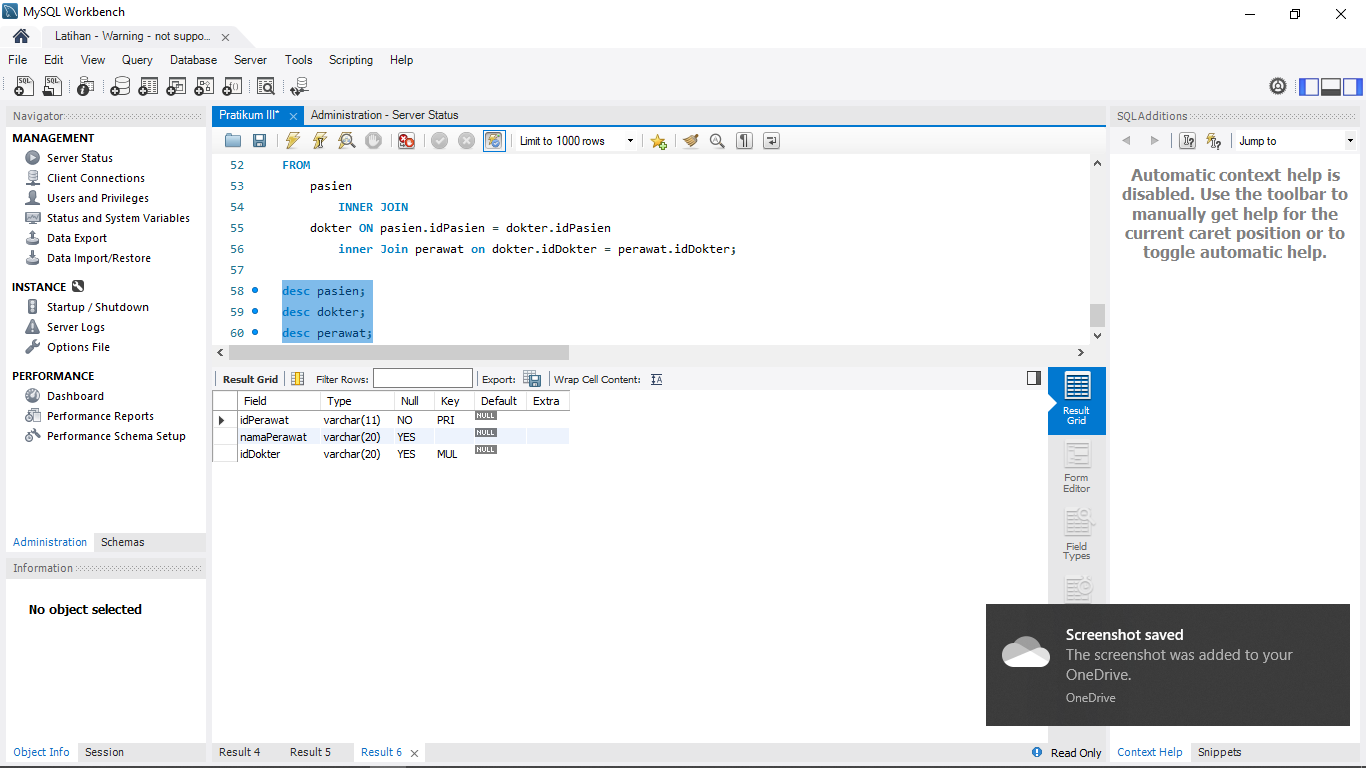 MySQL Workbench
Latihan - Warning - not suppo...
File Edit View Query Database Server Tools Scripting Help
Navigator
MANAGEMENT
Server Status
Client Connections
Users and Privileges
Status and System Variables
Data Export
Data Import/Restore
INSTANCE
Startup / Shutdown
Server Logs
Options File
PERFORMANCE
Dashboard
Performance Reports
Performance Schema Setup
Administration Schemas
Information
No object selected
Object Info Session
Pratikum III* Administration - Server Status
Limit to 1000 rows
52 FROM
53 pasien
54 INNER JOIN
55 dokter ON pasien.idPasien = dokter.idPasien
56 inner Join perawat on dokter.idDokter = perawat.idDokter;
57
58 desc pasien;
59 desc dokter;
60 desc perawat;
Result Grid Filter Rows: Export: Wrap Cell Content:
Field Type Null Key Default Extra
idPerawat varchar(11) NO PRI NULL
namaPerawat varchar(20) YES NULL
idDokter varchar(20) YES MUL NULL
Result
Grid
Form
Editor
Field
Types
Result 4 Result 5 Result 6
Read Only
SQLAdditions
Jump to
Automatic context help is
disabled. Use the toolbar to
manually get help for the
current caret position or to
toggle automatic help.
Screenshot saved
The screenshot was added to your
OneDrive.
OneDrive
Context Help Snippets